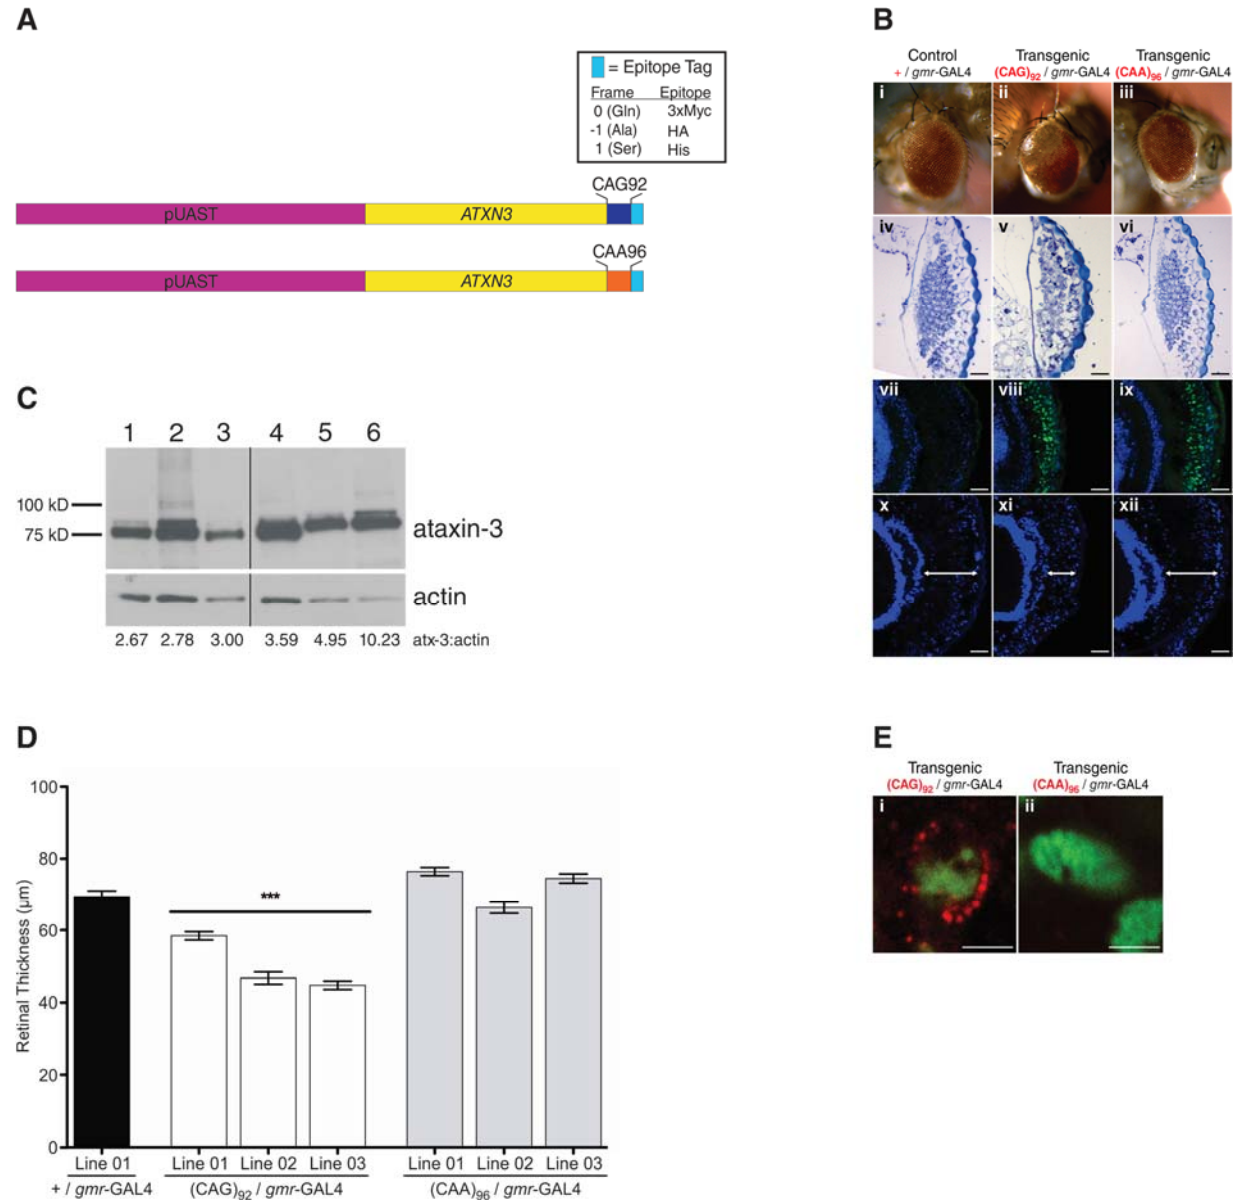 A
= Epitope Tag
Frame Epitope
0 (Gln) 3xMyc
-1 (Ala) HA
1 (Ser) His
CAG92
pUAST ATXN3
CAA96
pUAST ATXN3
B
Control Transgenic Transgenic
+ / gmr-GAL4 (CAG)92 / gmr-GAL4 (CAA)96 / gmr-GAL4
i ii iii
iv v vi
vii viii ix
x xi xii
C
1 2 3 4 5 6
100 kD
75 kD
ataxin-3
actin
2.67 2.78 3.00 3.59 4.95 10.23 atx-3:actin
D
Retinal Thickness (μm)
100
80
60
40
20
0
***
Line 01 Line 01 Line 02 Line 03 Line 01 Line 02 Line 03
+ / gmr-GAL4 (CAG)92 / gmr-GAL4 (CAA)96 / gmr-GAL4
E
Transgenic Transgenic
(CAG)92 / gmr-GAL4 (CAA)96 / gmr-GAL4
i ii